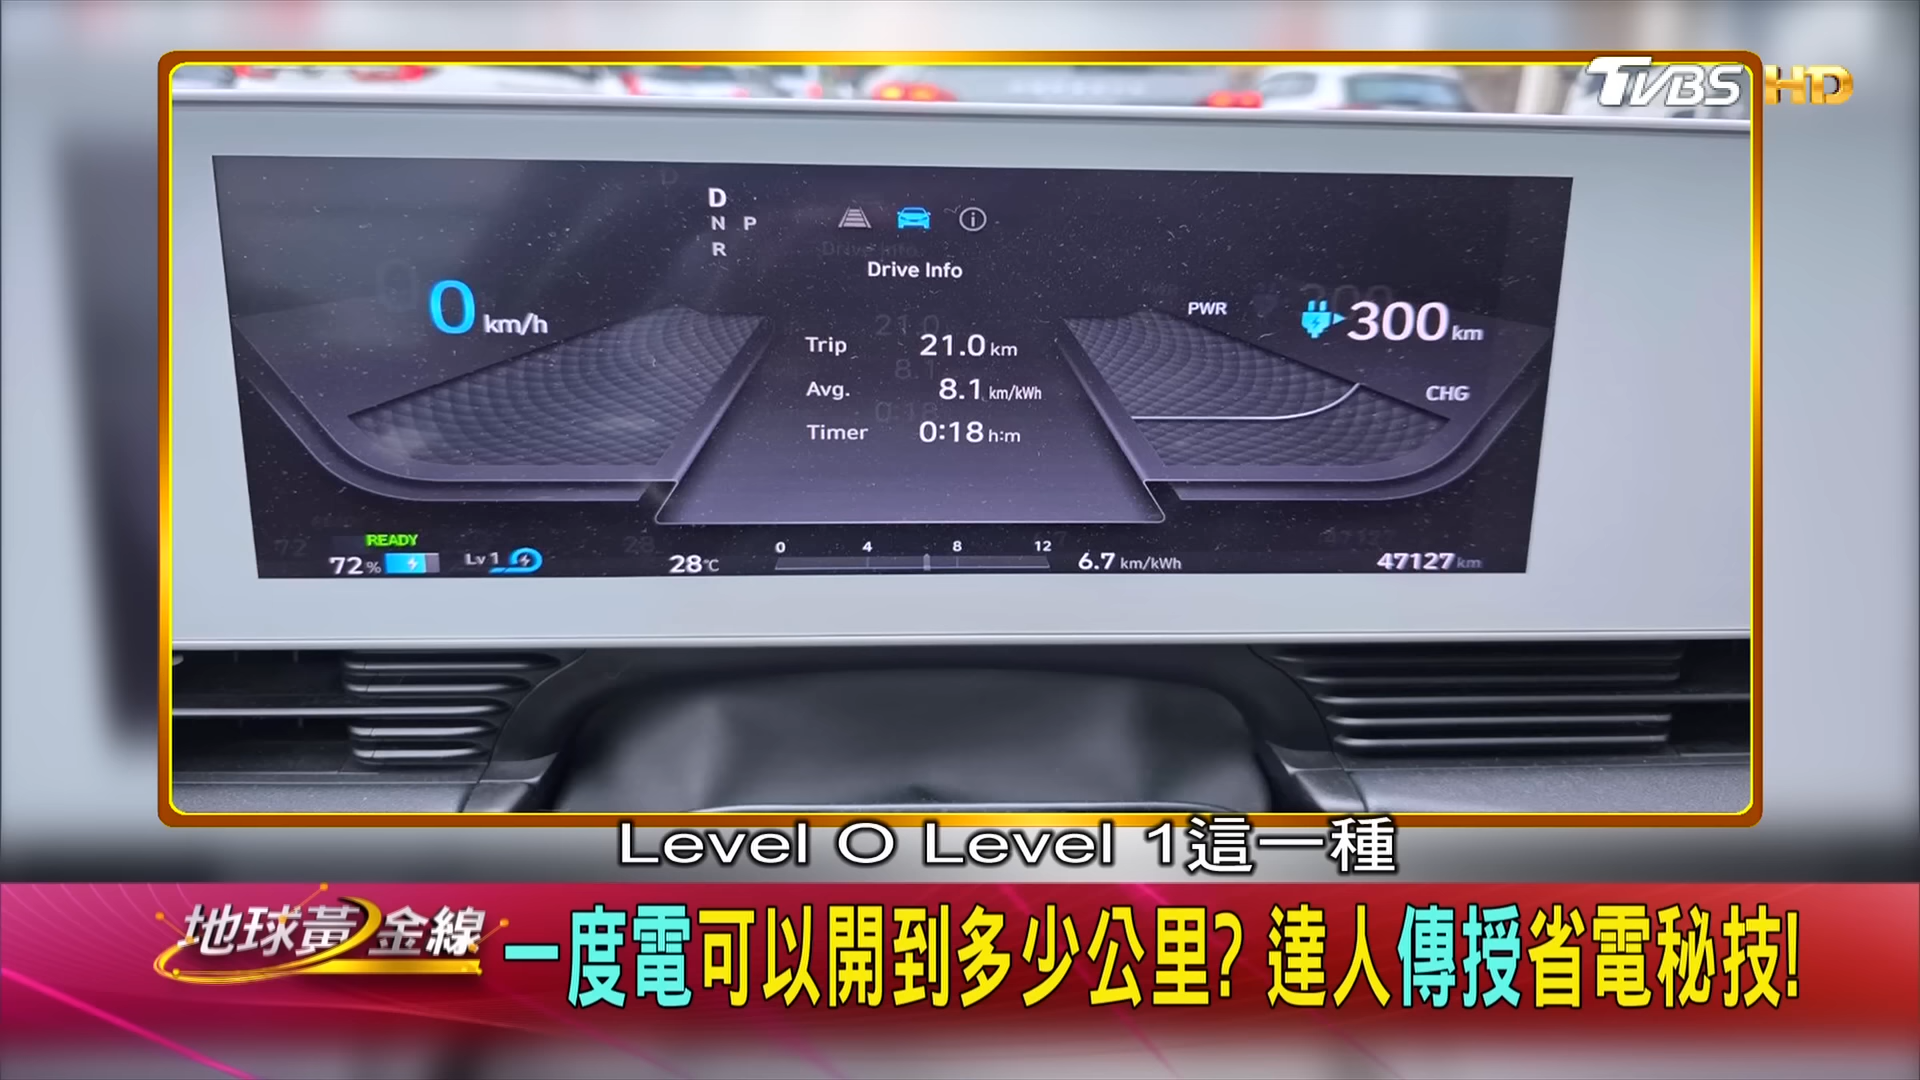 TVBS HD
D
N P
R
Drive Info
0 km/h
PWR
300 km
Trip 21.0 km
Avg. 8.1 km/kWh
CHG
Timer 0:18 h:m
READY
72% Lv 1
28°C
0 4 8 12
6.7 km/kWh
47127 km
Level 0 Level 1這一種
地球黃金線
一度電可以開到多少公里? 達人傳授省電秘技!